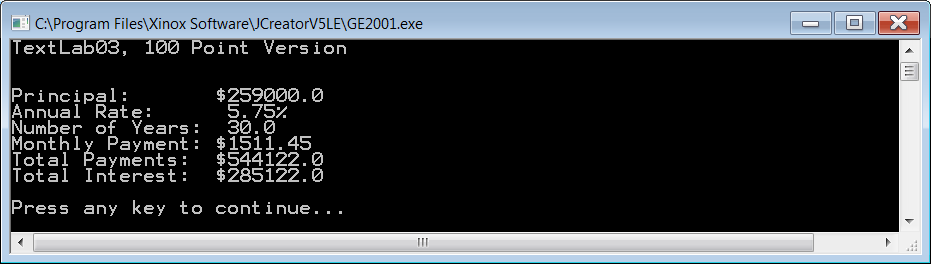 C:\Program Files\Xinox Software\JCreatorV5LE\GE2001.exe
TextLab03, 100 Point Version
Principal:        $259000.0
Annual Rate:       5.75%
Number of Years:   30.0
Monthly Payment:  $1511.45
Total Payments:   $544122.0
Total Interest:   $285122.0
Press any key to continue...